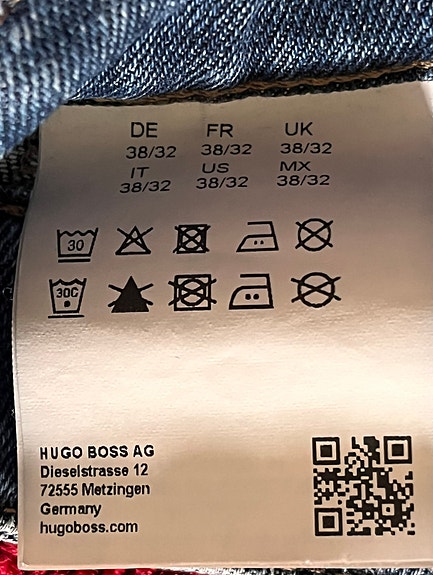 DE FR UK
38/32 38/32 38/32
IT US MX
38/32 38/32 38/32
30
30C
HUGO BOSS AG
Dieselstrasse 12
72555 Metzingen
Germany
hugoboss.com